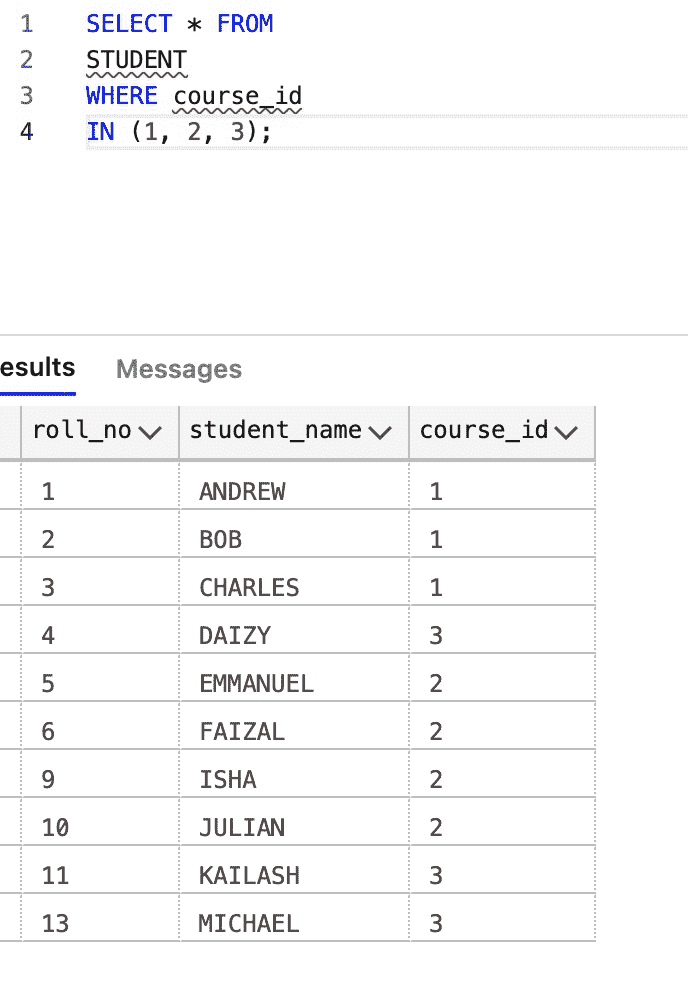 1 SELECT * FROM
2 STUDENT
3 WHERE course_id
4 IN (1, 2, 3);
esults Messages
roll_no student_name course_id
1 ANDREW 1
2 BOB 1
3 CHARLES 1
4 DAIZY 3
5 EMMANUEL 2
6 FAIZAL 2
9 ISHA 2
10 JULIAN 2
11 KAILASH 3
13 MICHAEL 3